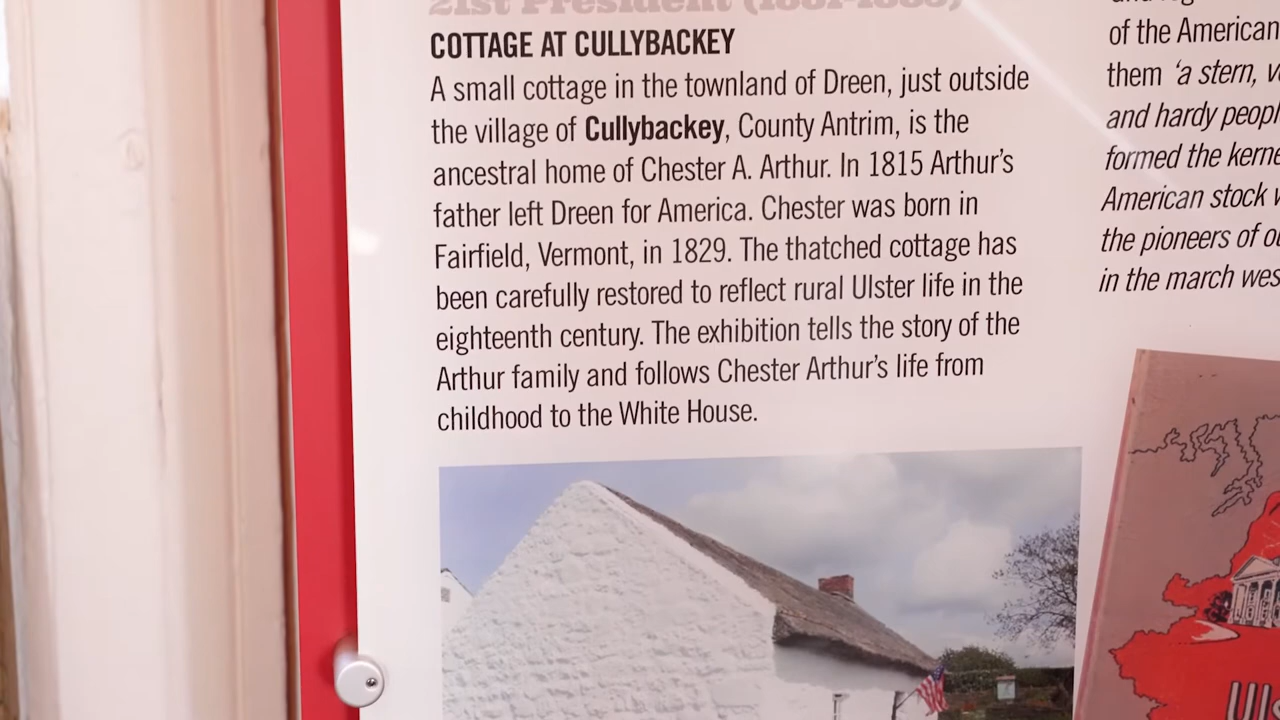 21st President (1881-1885)
COTTAGE AT CULLYBACKEY
A small cottage in the townland of Dreen, just outside
the village of Cullybackey, County Antrim, is the
ancestral home of Chester A. Arthur. In 1815 Arthur's
father left Dreen for America. Chester was born in
Fairfield, Vermont, in 1829. The thatched cottage has
been carefully restored to reflect rural Ulster life in the
eighteenth century. The exhibition tells the story of the
Arthur family and follows Chester Arthur's life from
childhood to the White House.
of the American
them 'a stern,
and hardy
formed the
American stock
the pioneers of
in the march